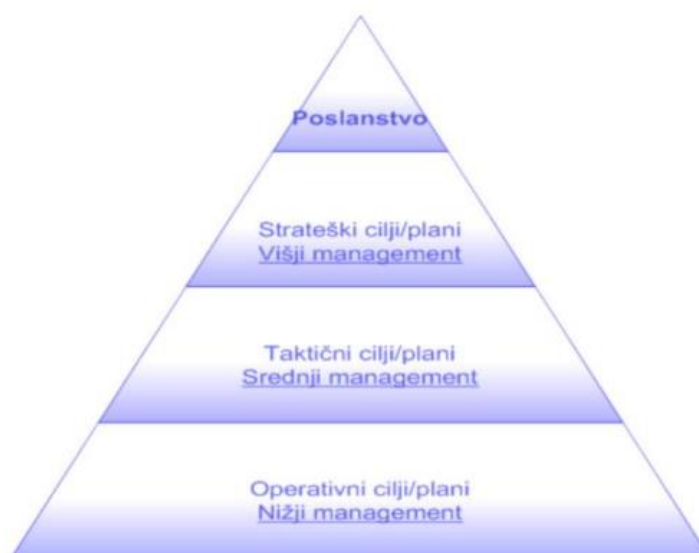 Poslanstvo
Strateški cilji/plani
Višji management
Taktični cilji/plani
Srednji management
Operativni cilji/plani
Nižji management